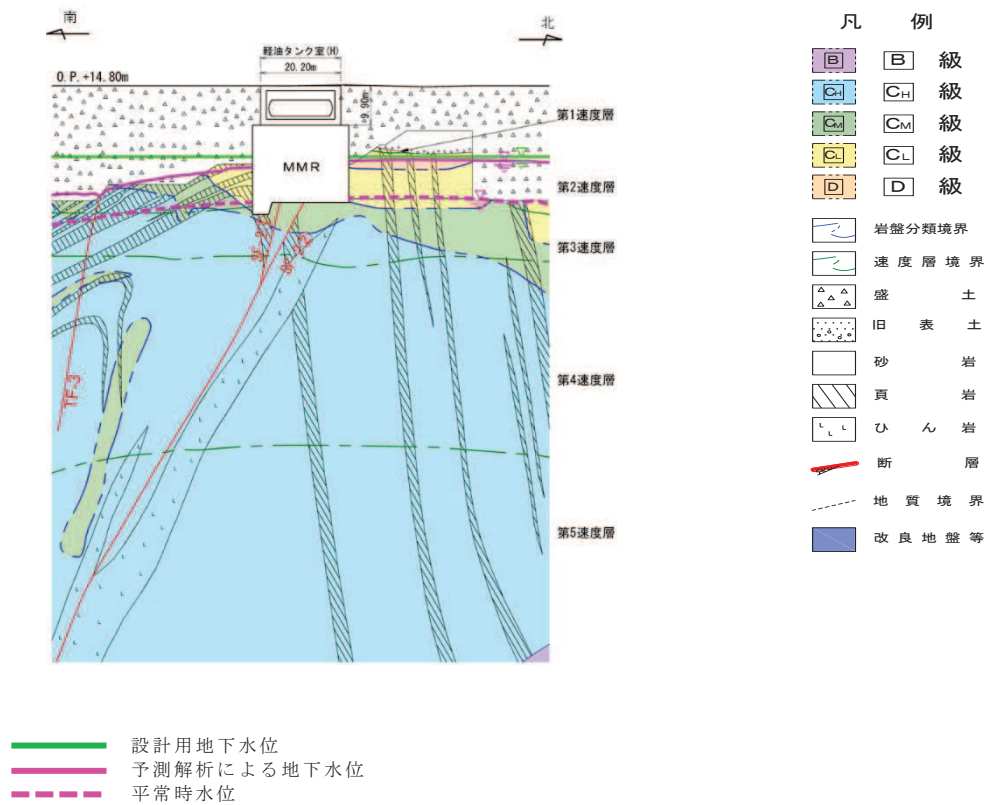 南
北
軽油タンク室(H)
20.20m
O.P.+14.80m
9.90m
MMR
第1速度層
第2速度層
第3速度層
第4速度層
第5速度層
TF-3
凡 例
B B 級
CH CH 級
CM CM 級
CL CL 級
D D 級
岩盤分類境界
速度層境界
盛土
旧表土
砂岩
頁岩
ひん岩
断層
地質境界
改良地盤等
設計用地下水位
予測解析による地下水位
平常時水位